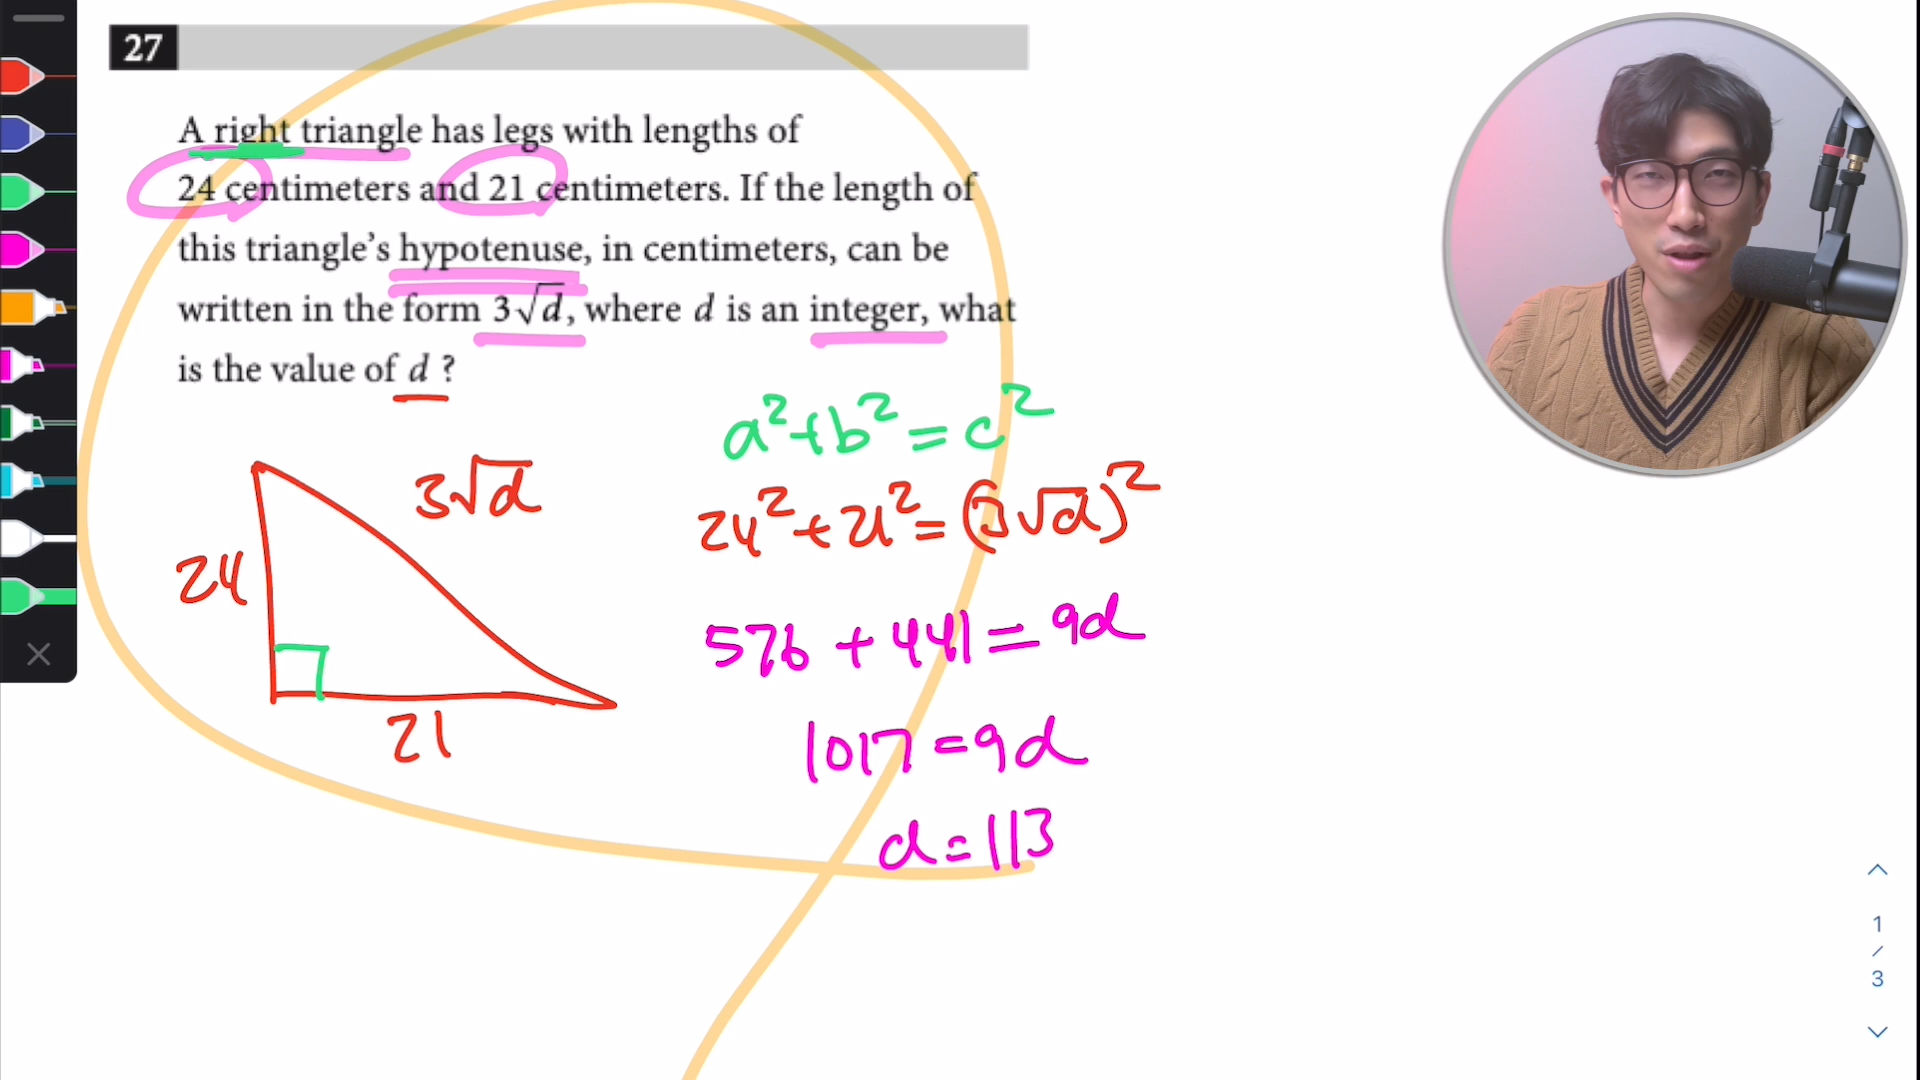 27
A right triangle has legs with lengths of
24 centimeters and 21 centimeters. If the length of
this triangle’s hypotenuse, in centimeters, can be
written in the form 3√d, where d is an integer, what
is the value of d ?
a²+b²=c²
3√d
24²+21²=(3√d)²
24
576+441=9d
21
1017=9d
d=113
1
/
3